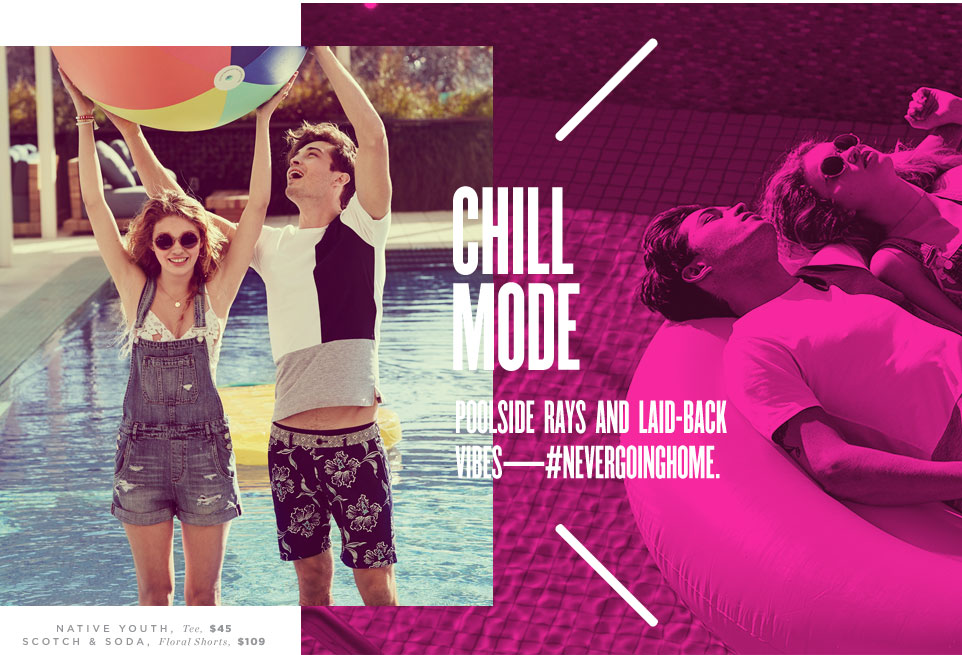 CHILL
MODE
POOLSIDE RAYS AND LAID-BACK
VIBES—#NEVERGOINGHOME.
NATIVE YOUTH, Tee, $45
SCOTCH & SODA, Floral Shorts, $109